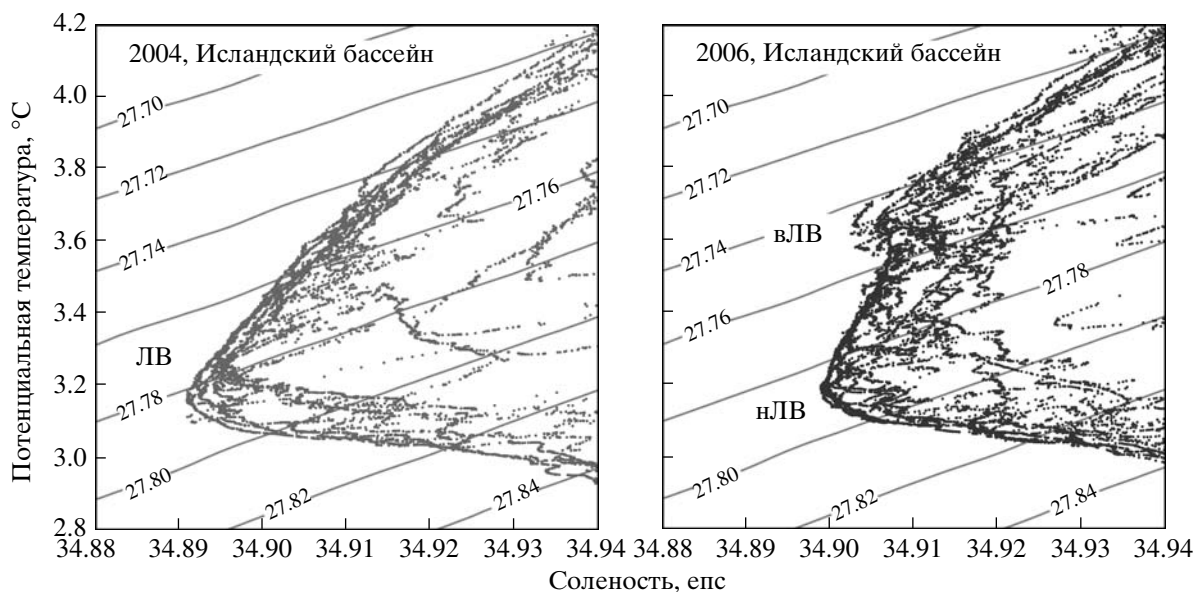 2004, Исландский бассейн
2006, Исландский бассейн
Потенциальная температура, °C
4.2
4.0
3.8
3.6
3.4
3.2
3.0
2.8
27.70
27.72
27.74
27.76
27.78
27.80
27.82
27.84
ЛВ
27.70
27.72
27.74
27.76
27.78
27.80
27.82
27.84
вЛВ
нЛВ
34.88 34.89 34.90 34.91 34.92 34.93 34.94
34.88 34.89 34.90 34.91 34.92 34.93 34.94
Соленость, епс